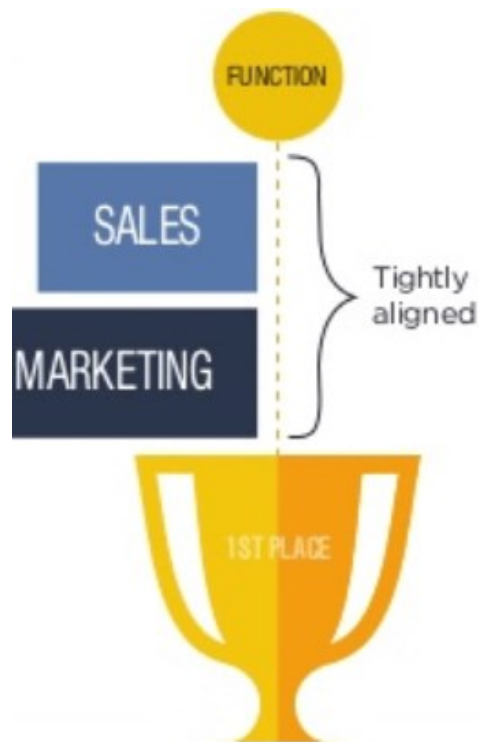 FUNCTION
SALES
Tightly
aligned
MARKETING
1ST PLACE